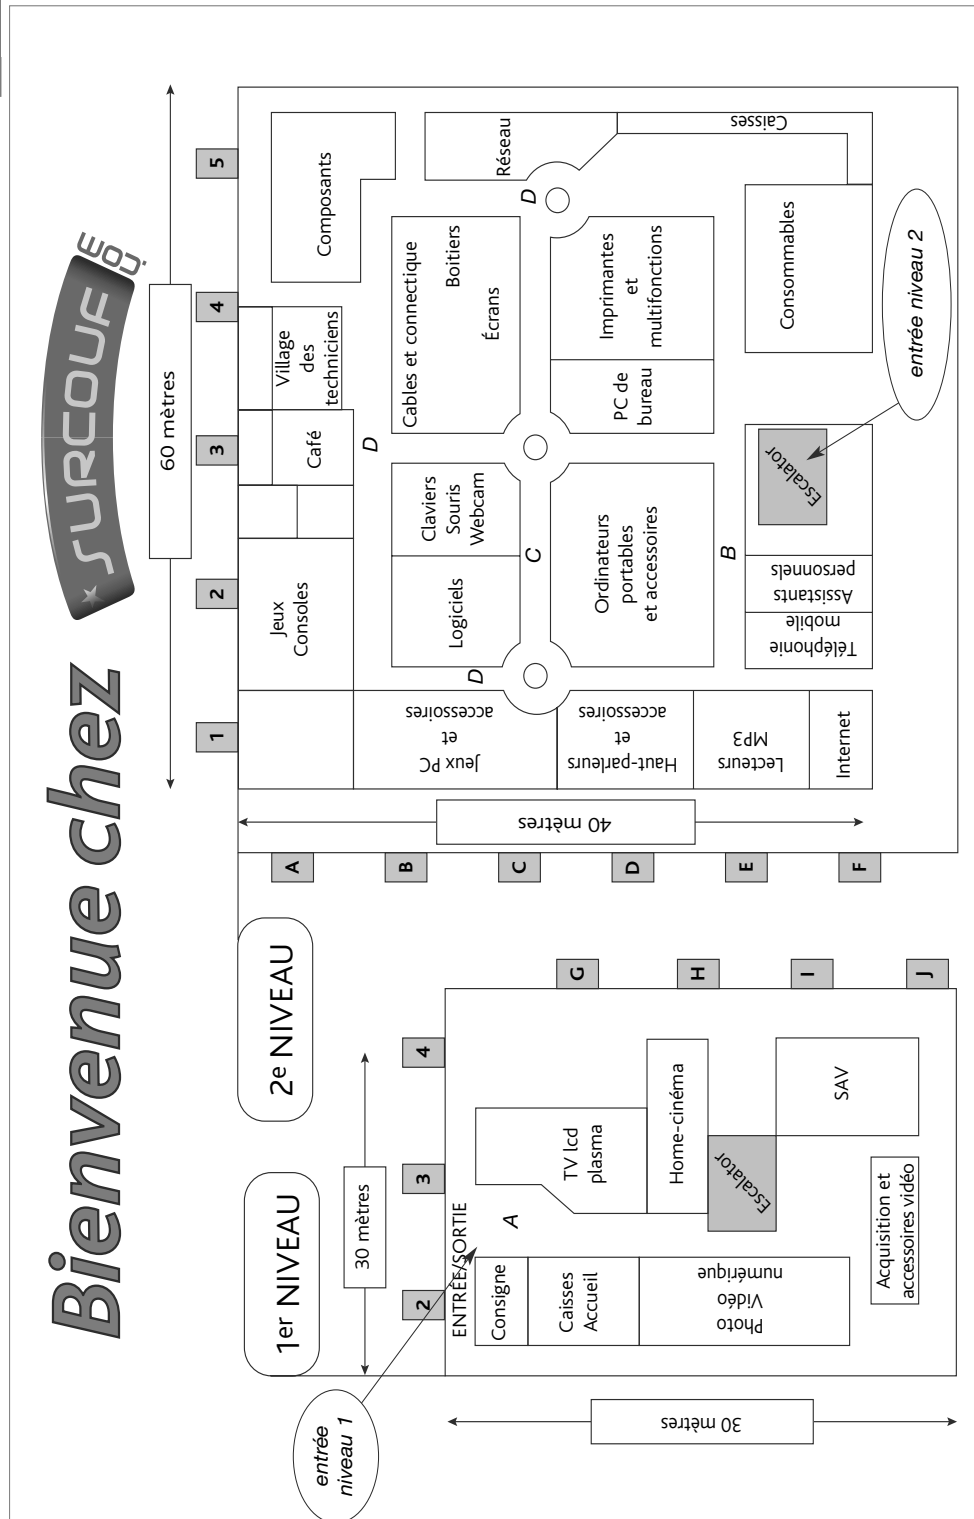 Bienvenue chez
SURCOUF
.com
1er NIVEAU
30 mètres
2
3
4
ENTRÉE/SORTIE
entrée
niveau 1
A
Consigne
Caisses
Accueil
Photo
Vidéo
numérique
TV lcd
plasma
Home-cinéma
Escalator
SAV
Acquisition et
accessoires vidéo
30 mètres
G
H
I
J
2e NIVEAU
60 mètres
1
2
3
4
5
A
B
C
D
E
F
40 mètres
Jeux
Consoles
Café
Village
des
techniciens
Composants
Jeux PC
et
accessoires
Haut-parleurs
et
accessoires
Lecteurs
MP3
Internet
D
Logiciels
Claviers
Souris
Webcam
D
Cables et connectique
Boitiers
Écrans
D
Réseau
Caisses
C
Ordinateurs
portables
et accessoires
PC de
bureau
Imprimantes
et
multifonctions
B
Téléphonie
mobile
Assistants
personnels
Escalator
Consommables
entrée niveau 2